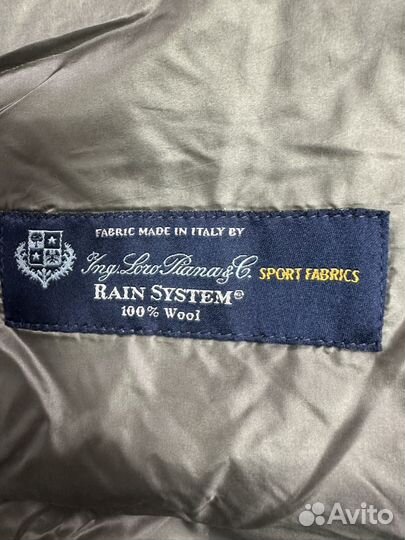 FABRIC MADE IN ITALY BY
Ing. Loro Piana & C. SPORT FABRICS
RAIN SYSTEM®
100% Wool
Avito